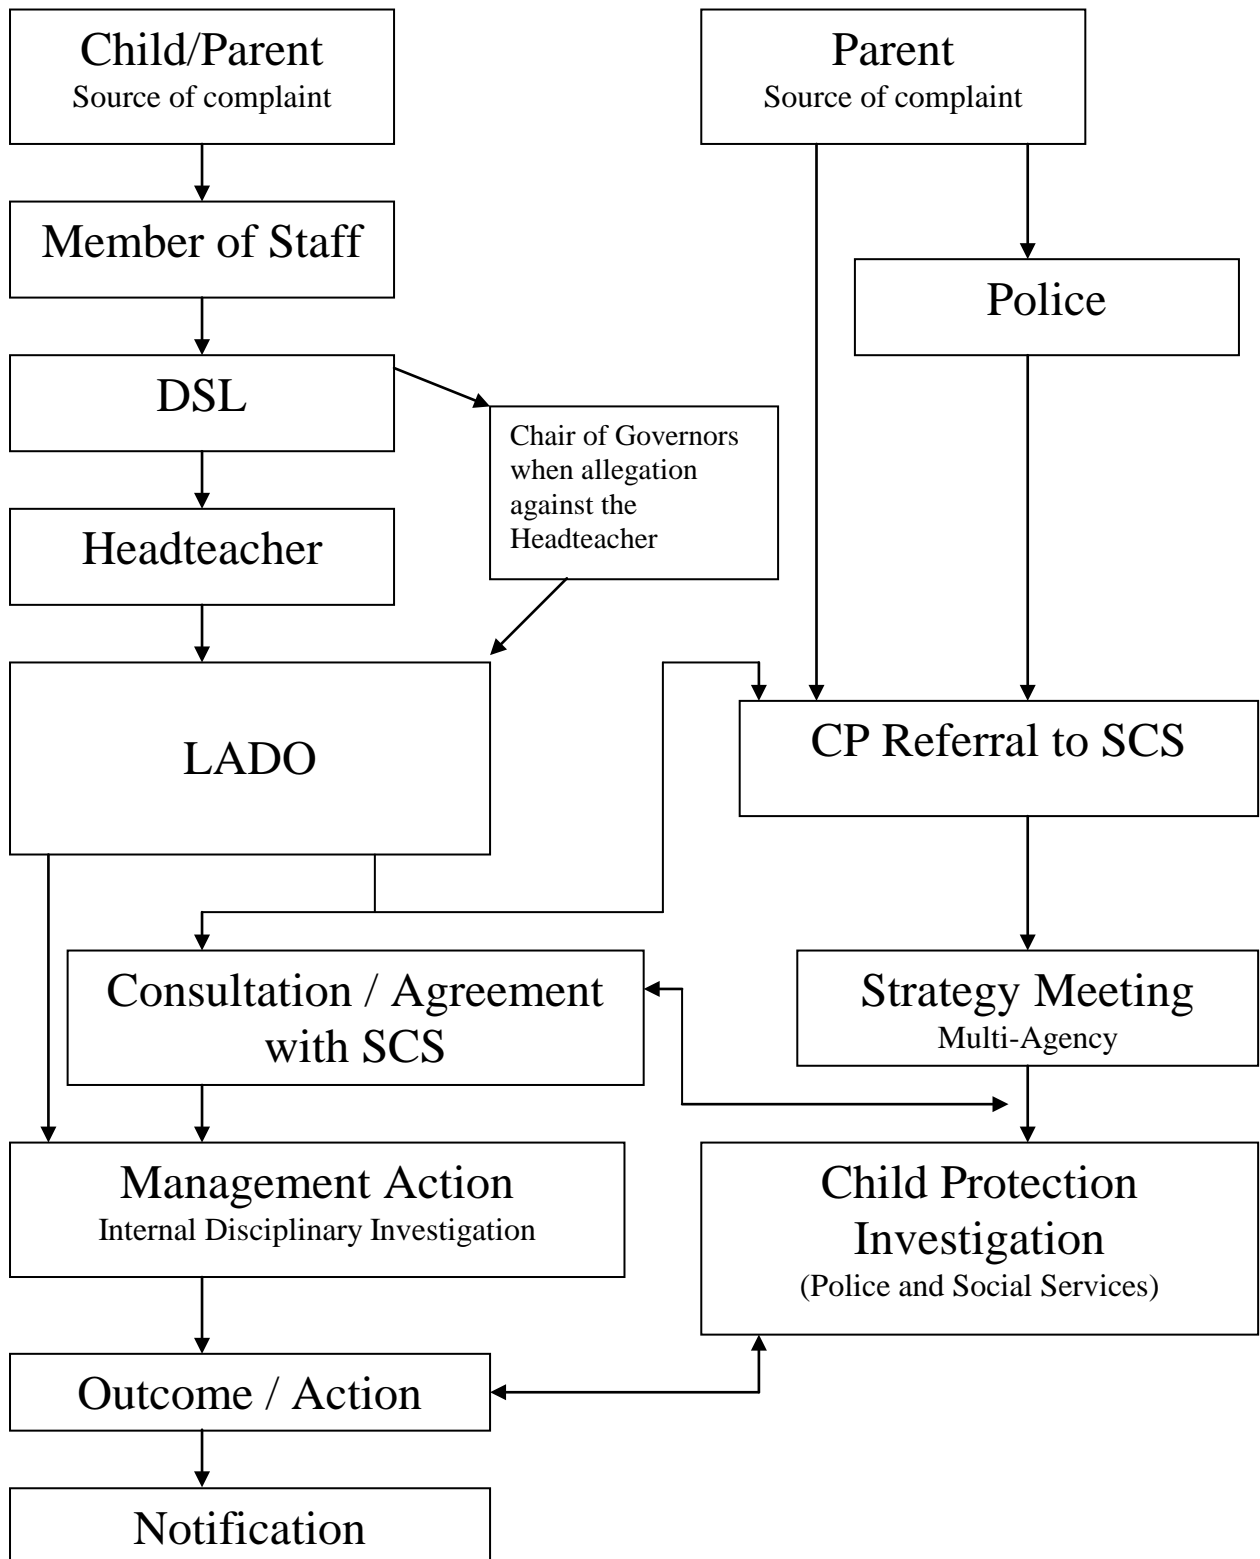 Child/Parent
Source of complaint
Parent
Source of complaint
Member of Staff
Police
DSL
Chair of Governors
when allegation
against the
Headteacher
Headteacher
LADO
CP Referral to SCS
Consultation / Agreement
with SCS
Strategy Meeting
Multi-Agency
Management Action
Internal Disciplinary Investigation
Child Protection
Investigation
(Police and Social Services)
Outcome / Action
Notification